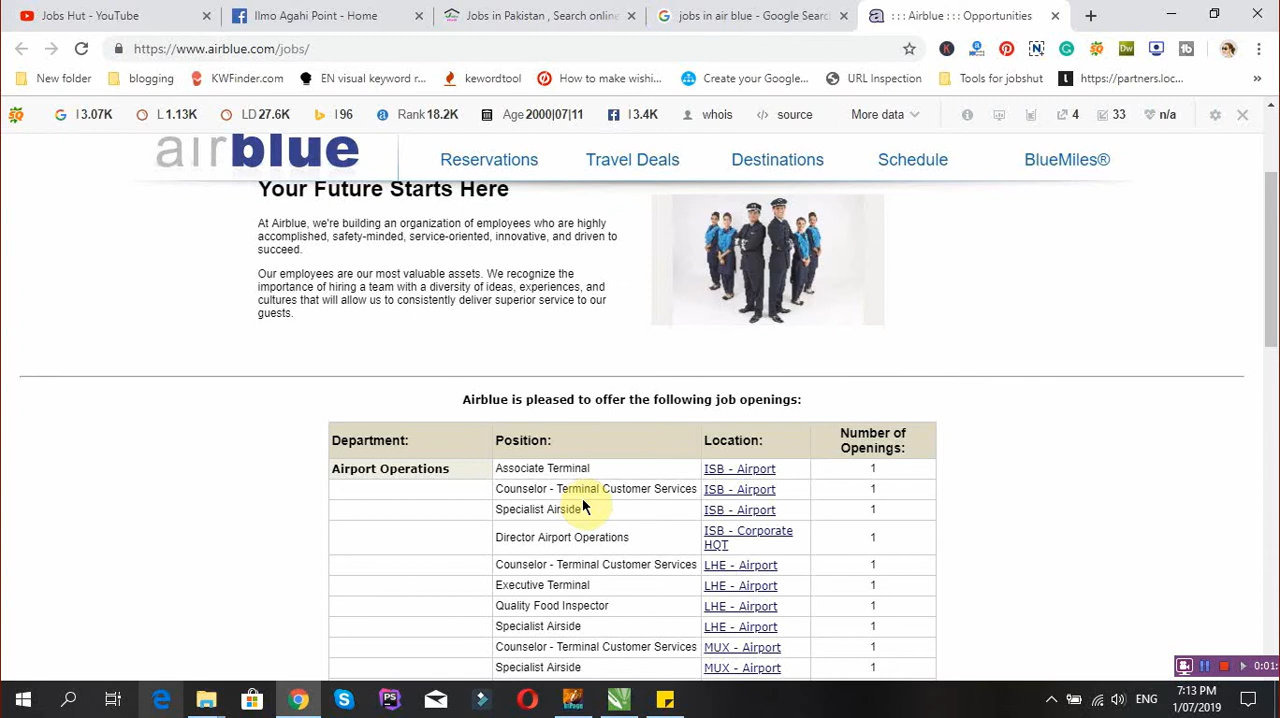 Jobs Hut - YouTube
Ilmo Agahi Point - Home
Jobs in Pakistan , Search online
jobs in air blue - Google Searc
: : : Airblue : : : Opportunities
https://www.airblue.com/jobs/
New folder
blogging
KWFinder.com
EN visual keyword r...
kewordtool
How to make wishi...
Create your Google...
URL Inspection
Tools for jobshut
https://partners.loc...
I 3.07K
L 1.13K
LD 27.6K
I 96
Rank 18.2K
Age 2000|07|11
I 3.4K
whois
source
More data
4
33
n/a
airblue
Reservations
Travel Deals
Destinations
Schedule
BlueMiles®
Your Future Starts Here
At Airblue, we're building an organization of employees who are highly
accomplished, safety-minded, service-oriented, innovative, and driven to
succeed.
Our employees are our most valuable assets. We recognize the
importance of hiring a team with a diversity of ideas, experiences, and
cultures that will allow us to consistently deliver superior service to our
guests.
Airblue is pleased to offer the following job openings:
Department: Position: Location: Number of
Openings:
Airport Operations Associate Terminal ISB - Airport 1
Counselor - Terminal Customer Services ISB - Airport 1
Specialist Airside ISB - Airport 1
Director Airport Operations ISB - Corporate
HQT 1
Counselor - Terminal Customer Services LHE - Airport 1
Executive Terminal LHE - Airport 1
Quality Food Inspector LHE - Airport 1
Specialist Airside LHE - Airport 1
Counselor - Terminal Customer Services MUX - Airport 1
Specialist Airside MUX - Airport 1
0:01:
ENG
7:13 PM
1/07/2019